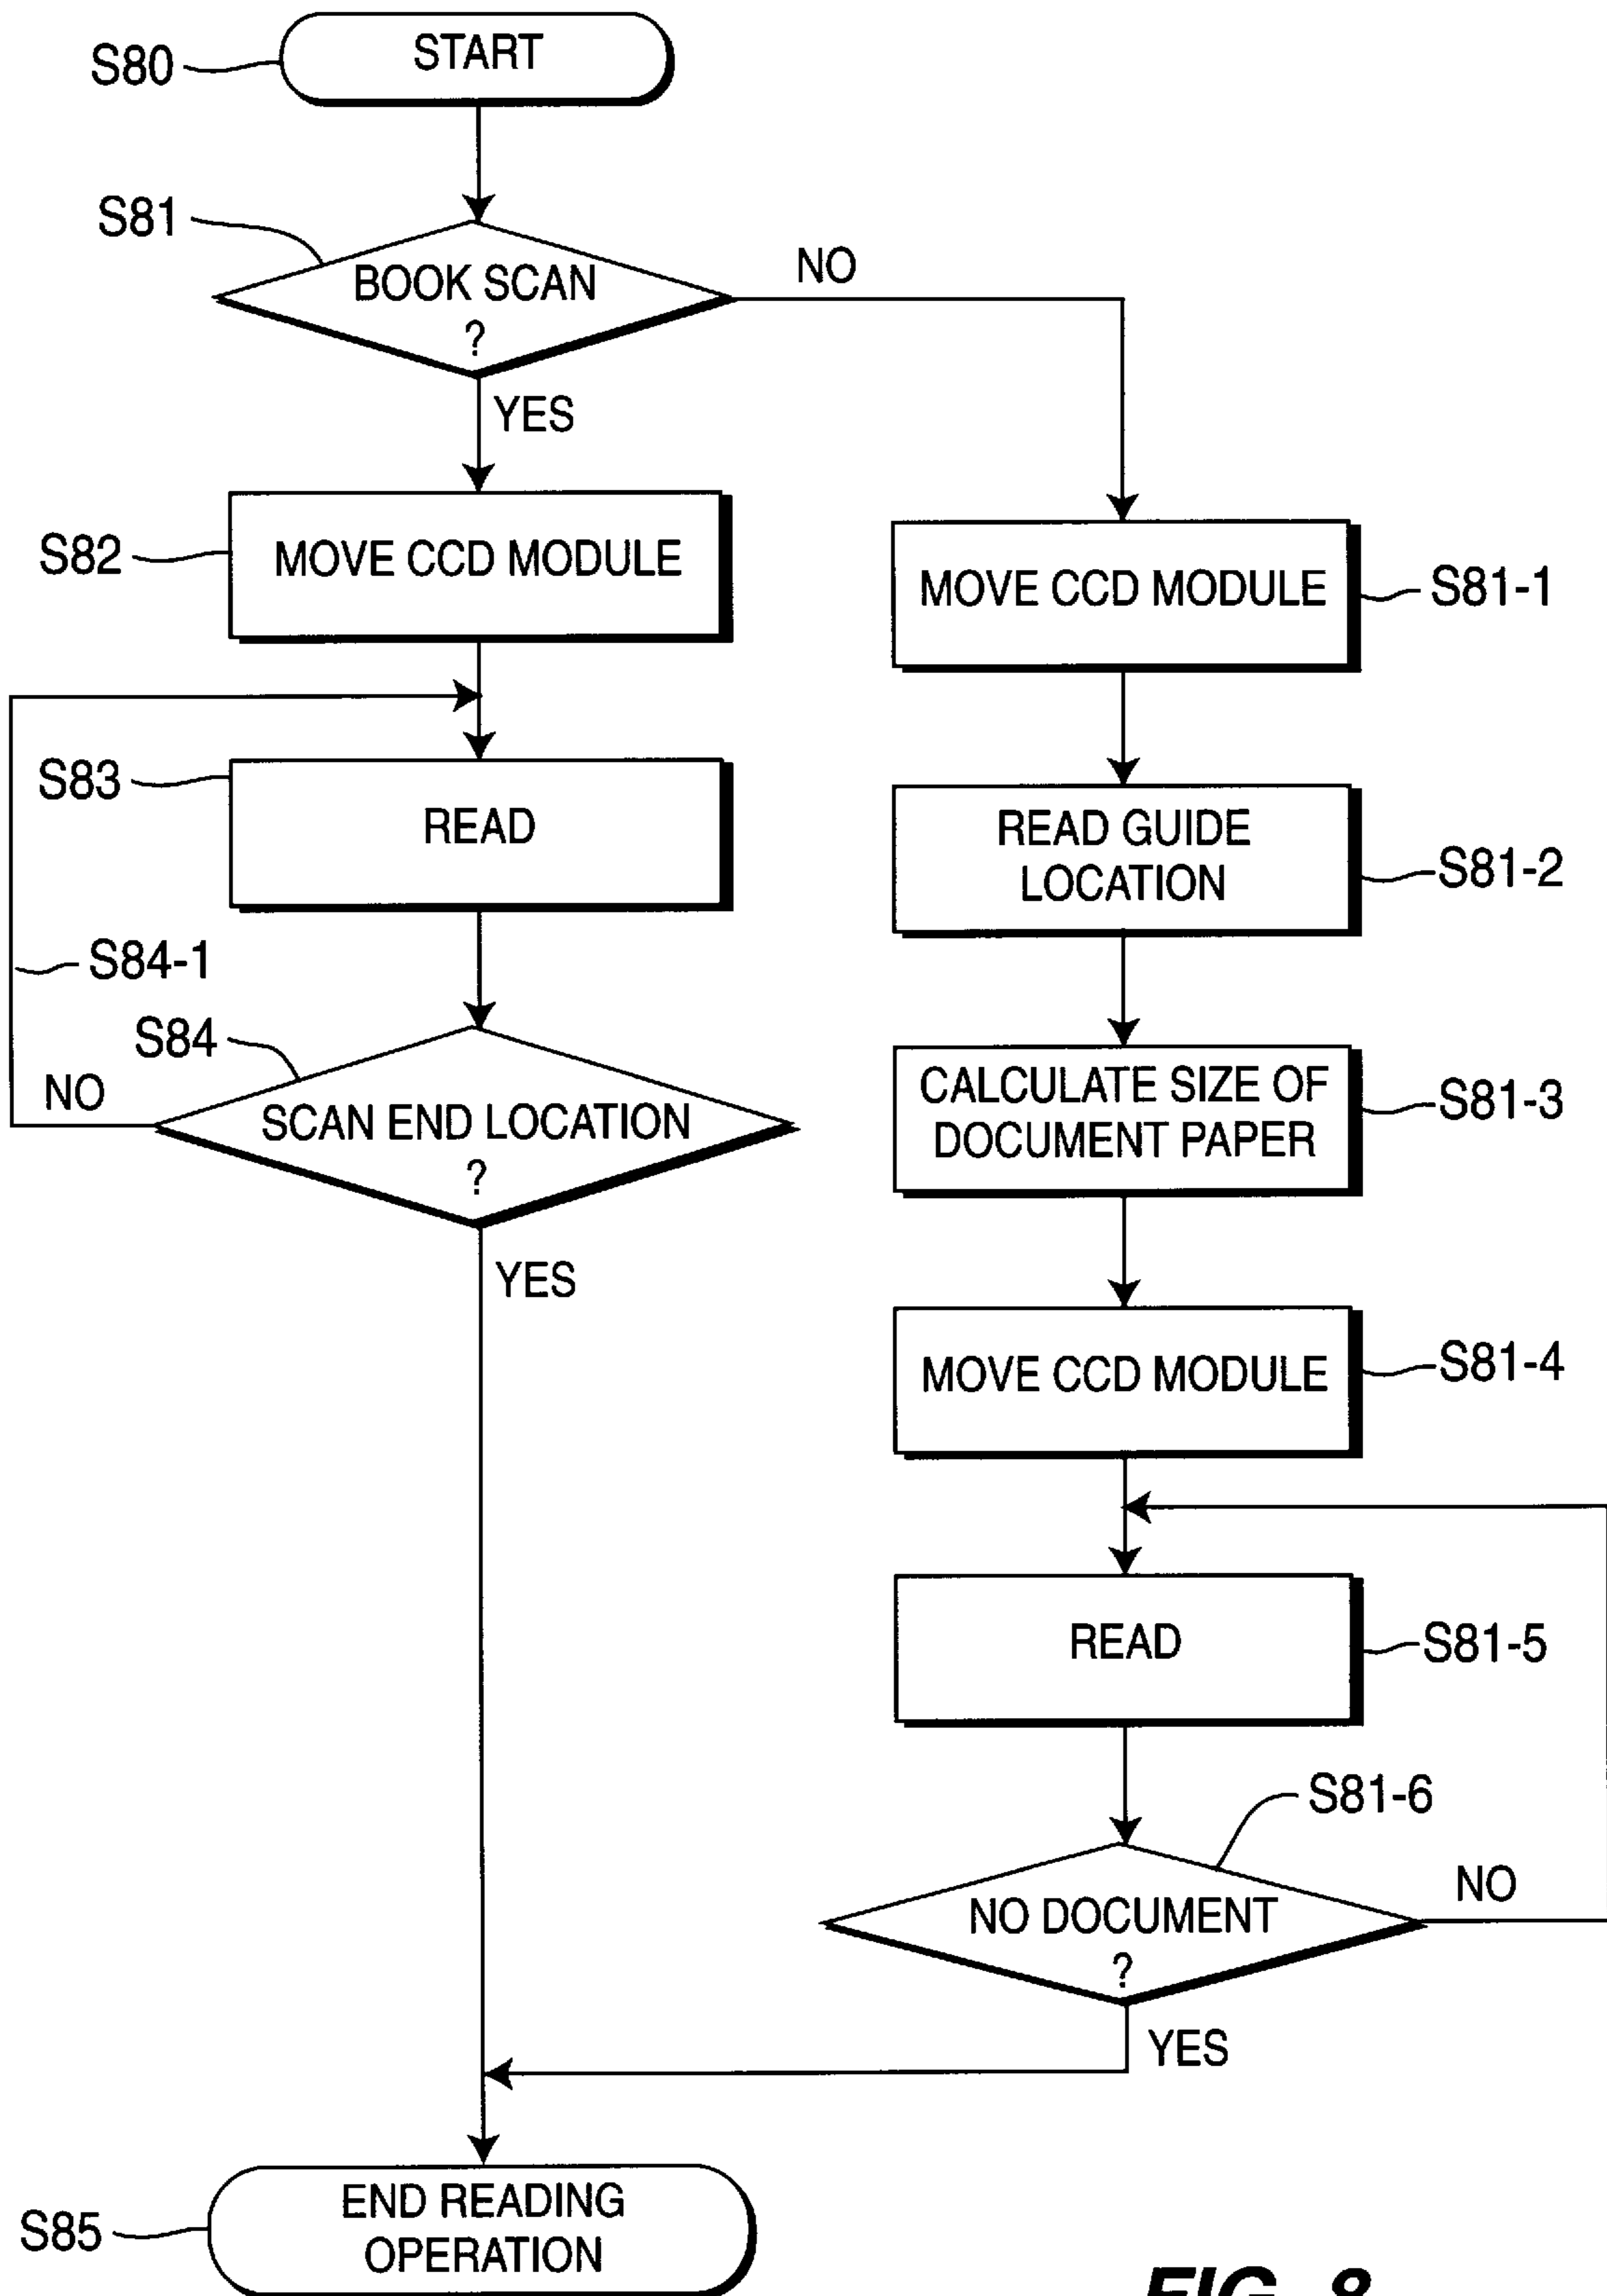 START
S80
S81
BOOK SCAN
?
NO
YES
S82
MOVE CCD MODULE
MOVE CCD MODULE
S81-1
S83
READ
READ GUIDE
LOCATION
S81-2
S84-1
S84
NO
SCAN END LOCATION
?
YES
CALCULATE SIZE OF
DOCUMENT PAPER
S81-3
MOVE CCD MODULE
S81-4
READ
S81-5
S81-6
NO DOCUMENT
?
NO
YES
S85
END READING
OPERATION
FIG. 8